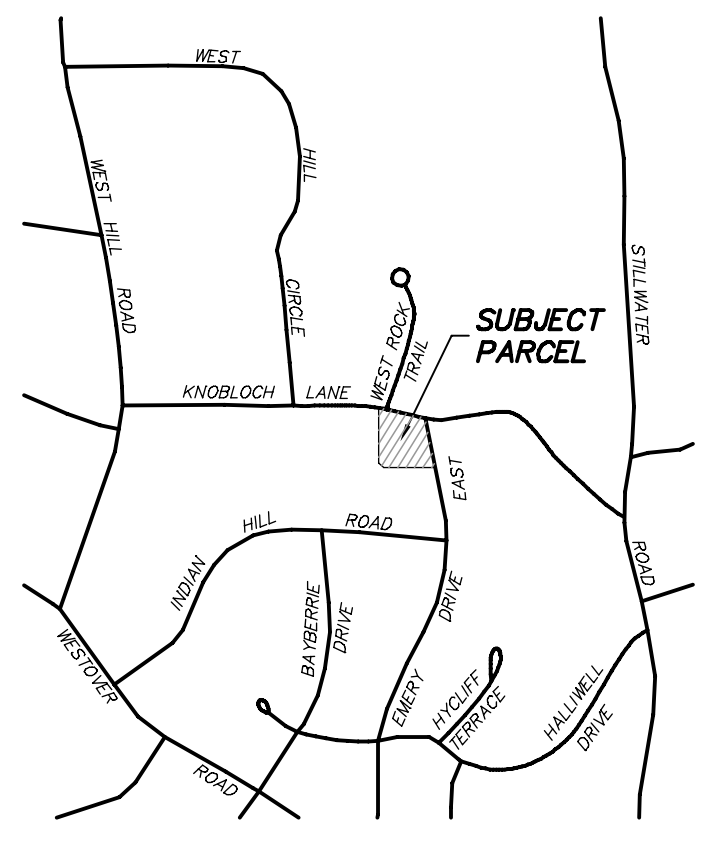 WEST
HILL
CIRCLE
WEST
HILL
ROAD
STILLWATER
ROAD
WEST ROCK
TRAIL
SUBJECT
PARCEL
KNOBLOCH LANE
EAST
DRIVE
EMERY
INDIAN
HILL
ROAD
BAYBERRIE
DRIVE
WESTOVER
ROAD
HYCLIFF
TERRACE
HALLIWELL
DRIVE